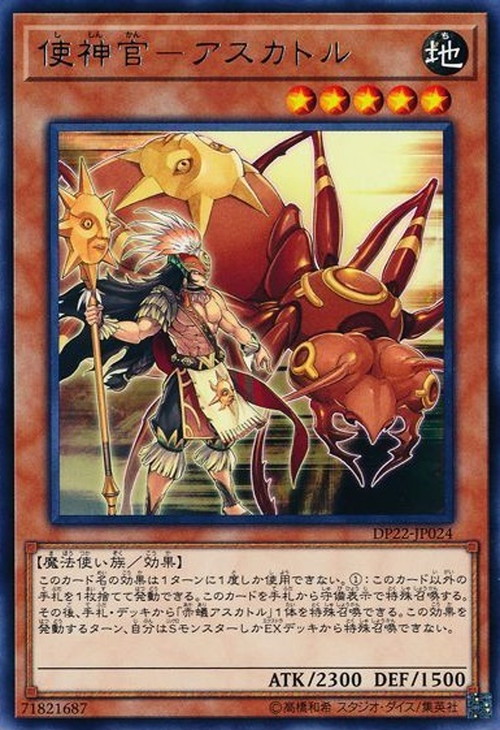 使神官－アスカトル
地
DP22-JP024
【魔法使い族／効果】
このカード名の効果は１ターンに１度しか使用できない。①：このカード以外の
手札を１枚捨てて発動できる。このカードを手札から守備表示で特殊召喚する。
その後、手札・デッキから「赤蟻アスカトル」１体を特殊召喚できる。この効果を
発動するターン、自分はSモンスターしかEXデッキから特殊召喚できない。
ATK/2300 DEF/1500
71821687
©高橋和希 スタジオ・ダイス/集英社